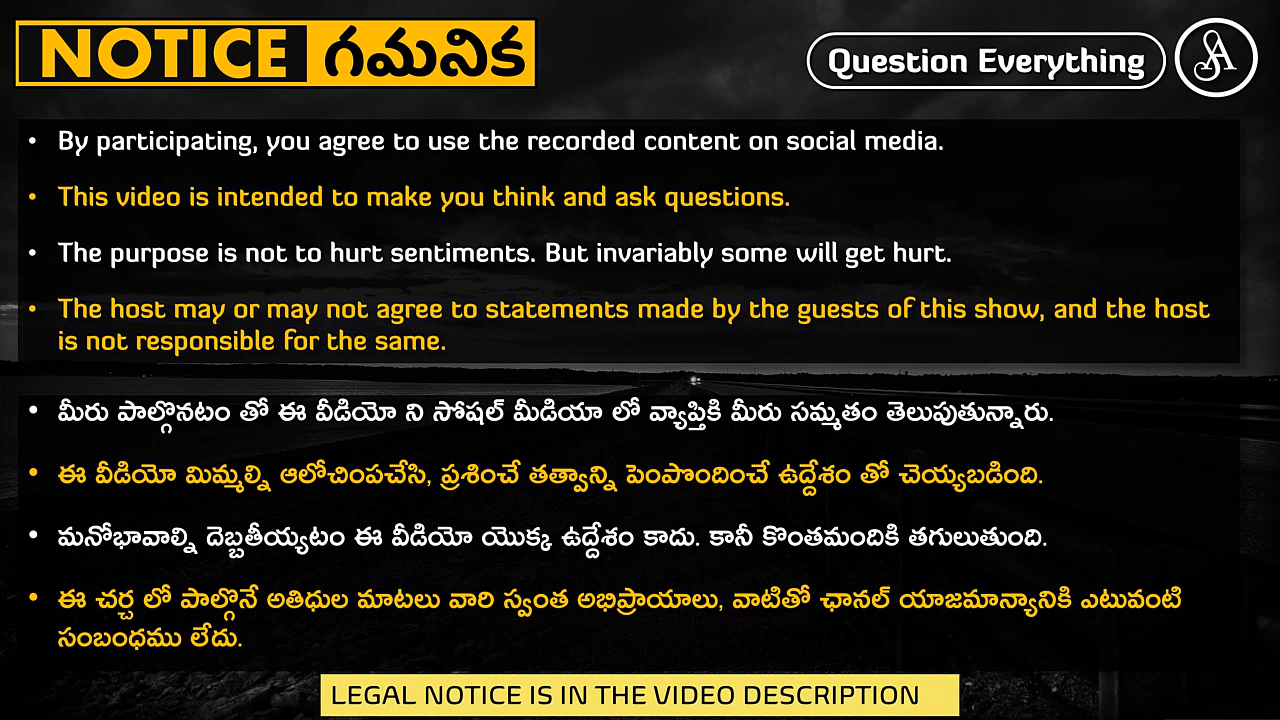 NOTICE గమనిక
Question Everything
• By participating, you agree to use the recorded content on social media.
• This video is intended to make you think and ask questions.
• The purpose is not to hurt sentiments. But invariably some will get hurt.
• The host may or may not agree to statements made by the guests of this show, and the host
is not responsible for the same.
• మీరు పాల్గొనటం తో ఈ వీడియో ని సోషల్ మీడియా లో వ్యాప్తికి మీరు సమ్మతం తెలుపుతున్నారు.
• ఈ వీడియో మిమ్మల్ని ఆలోచింపచేసి, ప్రశించే తత్వాన్ని పెంపొందించే ఉద్దేశం తో చెయ్యబడింది.
• మనోభావాల్ని దెబ్బతీయ్యటం ఈ వీడియో యొక్క ఉద్దేశం కాదు. కానీ కొంతమందికి తగులుతుంది.
• ఈ చర్చ లో పాల్గొనే అతిధుల మాటలు వారి స్వంత అభిప్రాయాలు, వాటితో ఛానల్ యాజమాన్యానికి ఎటువంటి
సంబంధము లేదు.
LEGAL NOTICE IS IN THE VIDEO DESCRIPTION